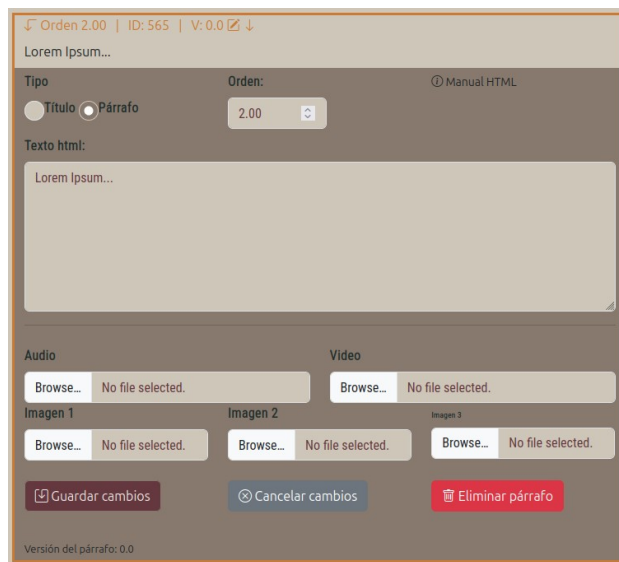 Orden 2.00 | ID: 565 | V: 0.0
Lorem Ipsum...
Tipo Orden: Manual HTML
Título Párrafo 2.00
Texto html:
Lorem Ipsum...
Audio Video
Browse... No file selected. Browse... No file selected.
Imagen 1 Imagen 2 Imagen 3
Browse... No file selected. Browse... No file selected. Browse... No file selected.
Guardar cambios Cancelar cambios Eliminar párrafo
Versión del párrafo: 0.0